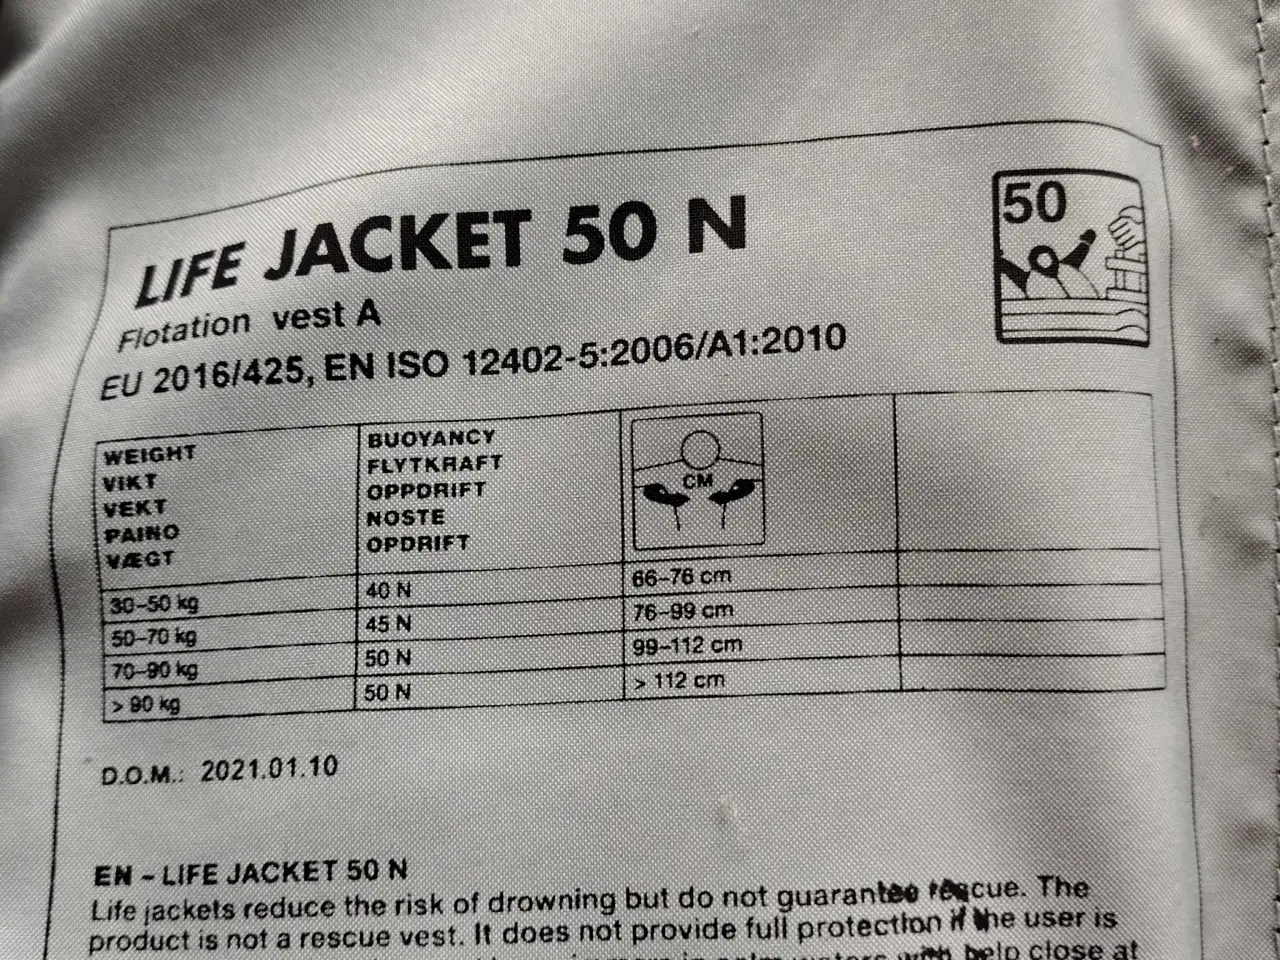 LIFE JACKET 50 N
50
Flotation vest A
EU 2016/425, EN ISO 12402-5:2006/A1:2010
WEIGHT
VIKT
VEKT
PAINO
VÆGT
BUOYANCY
FLYTKRAFT
OPPDRIFT
NOSTE
OPDRIFT
CM
30–50 kg 40 N 66–76 cm
50–70 kg 45 N 76–99 cm
70–90 kg 50 N 99–112 cm
> 90 kg 50 N > 112 cm
D.O.M.: 2021.01.10
EN ~ LIFE JACKET 50 N
Life jackets reduce the risk of drowning but do not guarantee rescue. The
product is not a rescue vest. It does not provide full protection if the user is
with help close at